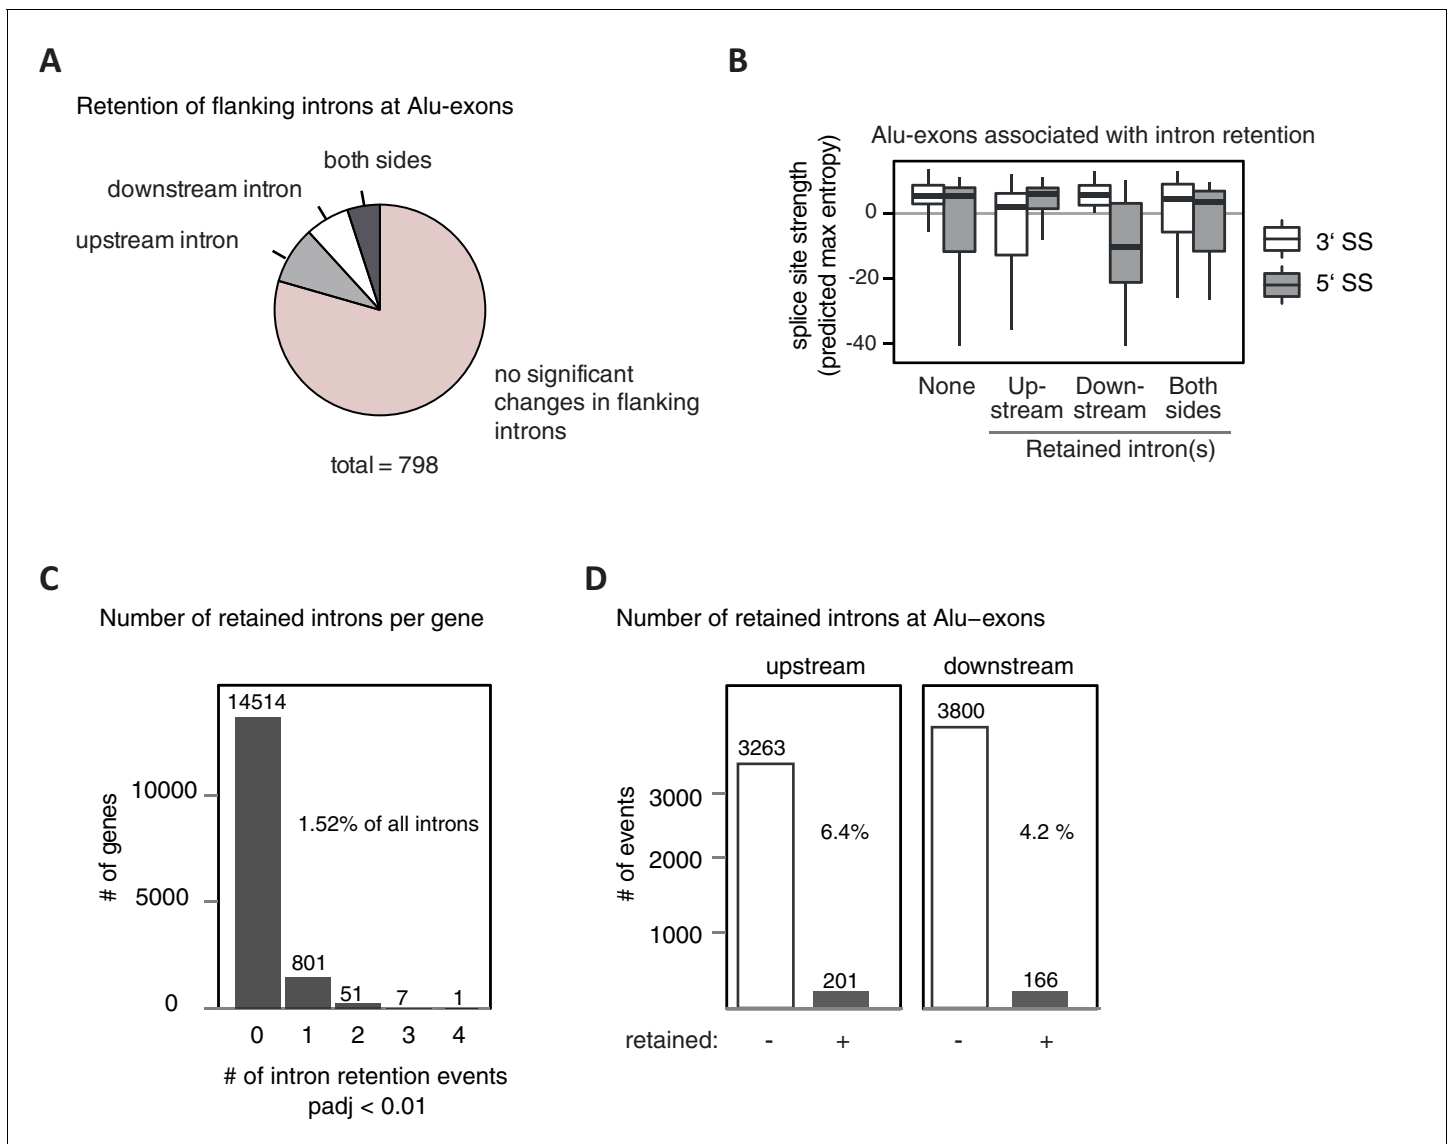 A
Retention of flanking introns at Alu-exons
both sides
downstream intron
upstream intron
no significant
changes in flanking
introns
total = 798
B
Alu-exons associated with intron retention
splice site strength
(predicted max entropy)
0
-20
-40
None
Up-
stream
Down-
stream
Both
sides
Retained intron(s)
3‘ SS
5‘ SS
C
Number of retained introns per gene
# of genes
10000
5000
0
14514
801
51
7
1
1.52% of all introns
0 1 2 3 4
# of intron retention events
padj < 0.01
D
Number of retained introns at Alu−exons
upstream
downstream
# of events
3000
2000
1000
3263
201
6.4%
3800
166
4.2 %
retained: - + - +